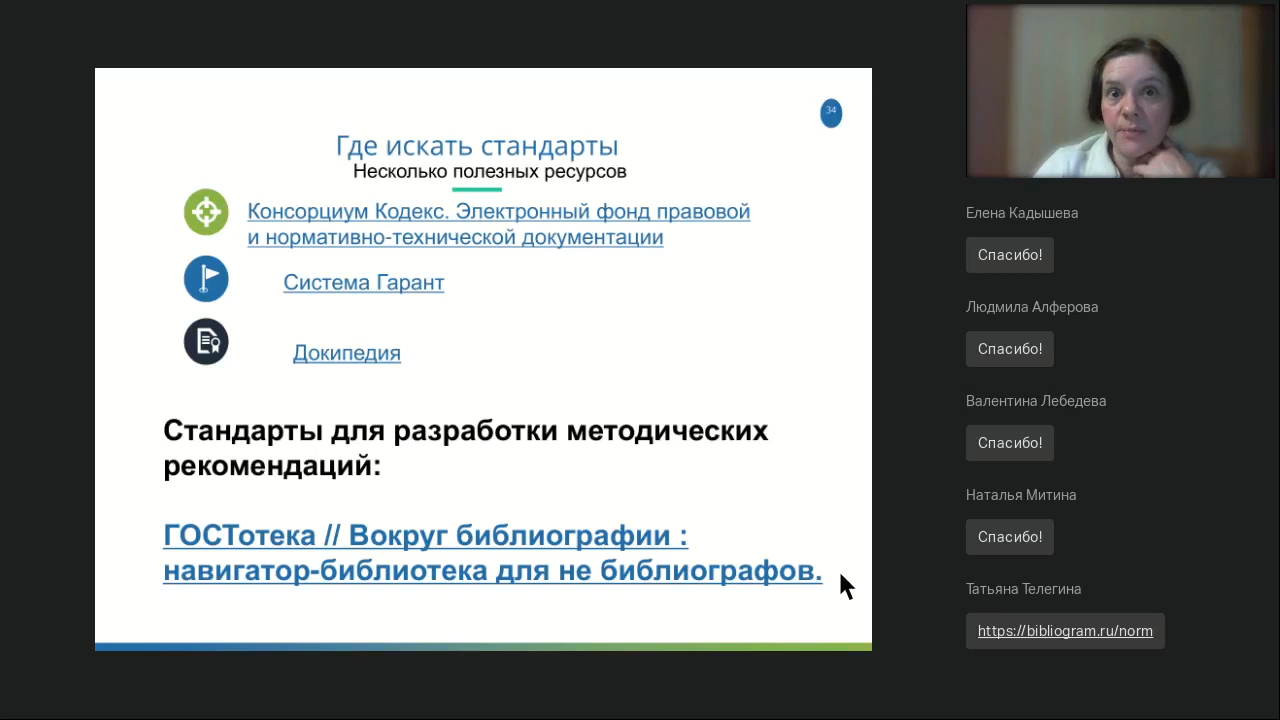 34
Где искать стандарты
Несколько полезных ресурсов
Консорциум Кодекс. Электронный фонд правовой
и нормативно-технической документации
Система Гарант
Докипедия
Стандарты для разработки методических
рекомендаций:
ГОСТотека // Вокруг библиографии :
навигатор-библиотека для не библиографов.
Елена Кадышева
Спасибо!
Людмила Алферова
Спасибо!
Валентина Лебедева
Спасибо!
Наталья Митина
Спасибо!
Татьяна Телегина
https://bibliogram.ru/norm